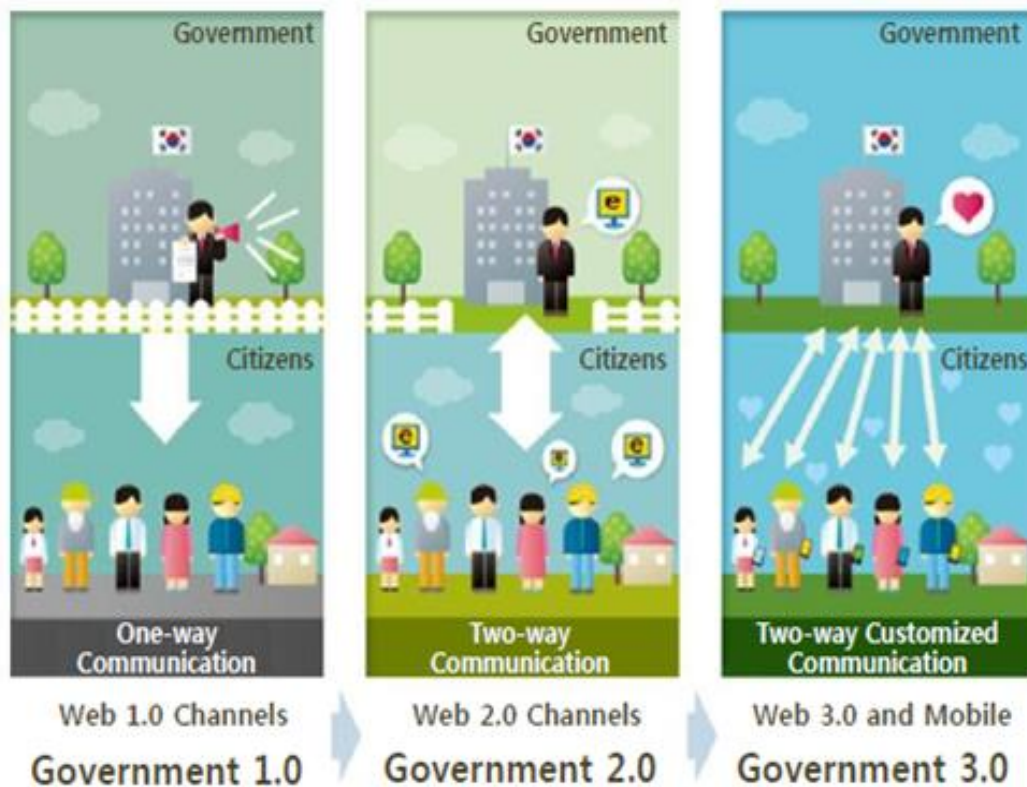 Government
Citizens
One-way
Communication
Web 1.0 Channels
Government 1.0
Government
e
e
e
e
Citizens
Two-way
Communication
Web 2.0 Channels
Government 2.0
Government
Citizens
Two-way Customized
Communication
Web 3.0 and Mobile
Government 3.0